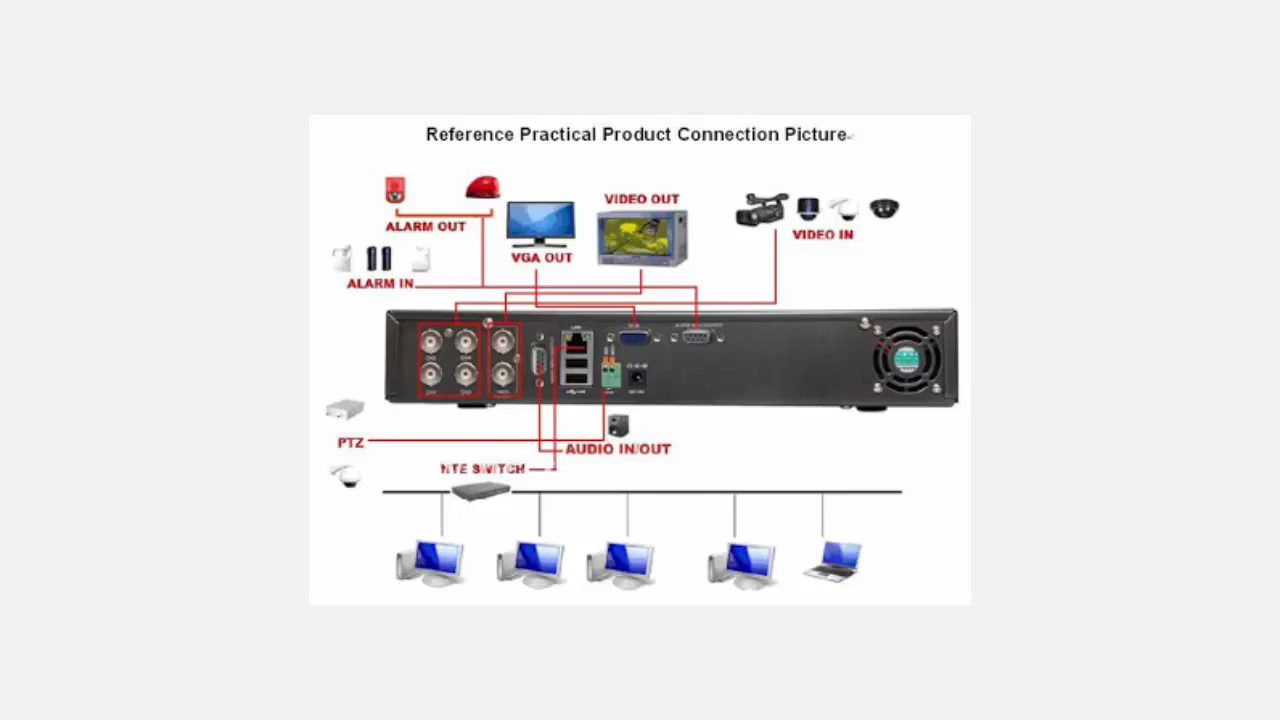 Reference Practical Product Connection Picture
ALARM OUT
VIDEO OUT
VIDEO IN
VGA OUT
ALARM IN
PTZ
AUDIO IN/OUT
NTE SWITCH